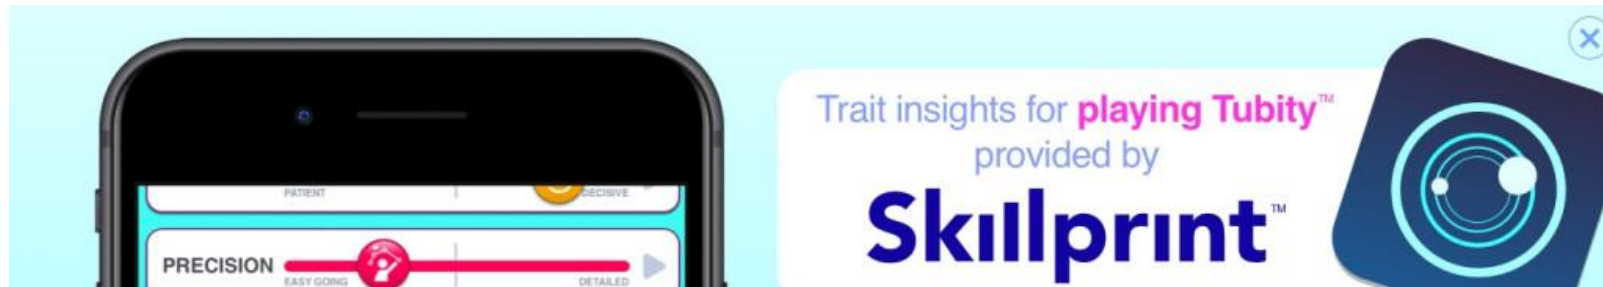 PATIENT
DECISIVE
PRECISION
EASY GOING
DETAILED
Trait insights for playing Tubity™
provided by
Skillprint™